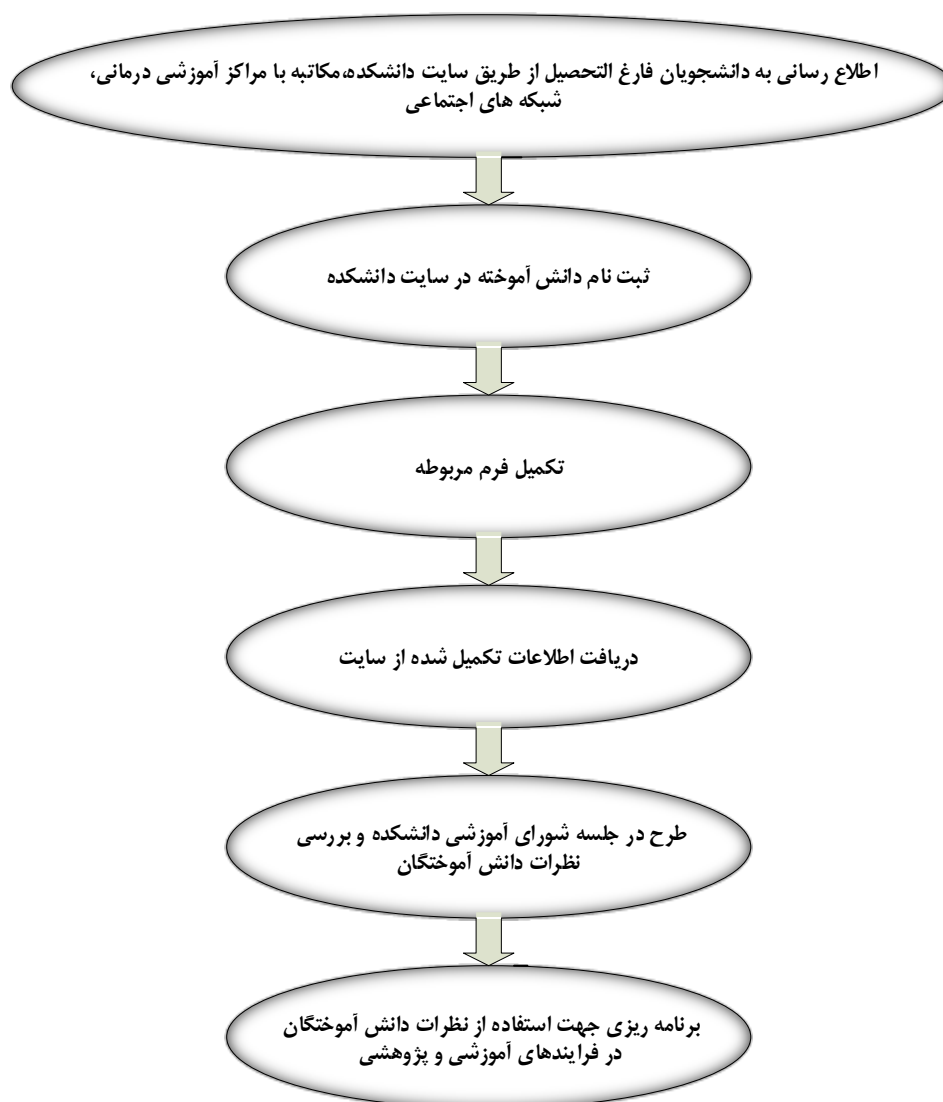 اطلاع رسانی به دانشجویان فارغ التحصیل از طریق سایت دانشکده،مکاتبه با مراکز آموزشی درمانی،
شبکه های اجتماعی
ثبت نام دانش آموخته در سایت دانشکده
تکمیل فرم مربوطه
دریافت اطلاعات تکمیل شده از سایت
طرح در جلسه شورای آموزشی دانشکده و بررسی
نظرات دانش آموختگان
برنامه ریزی جهت استفاده از نظرات دانش آموختگان
در فرایندهای آموزشی و پژوهشی